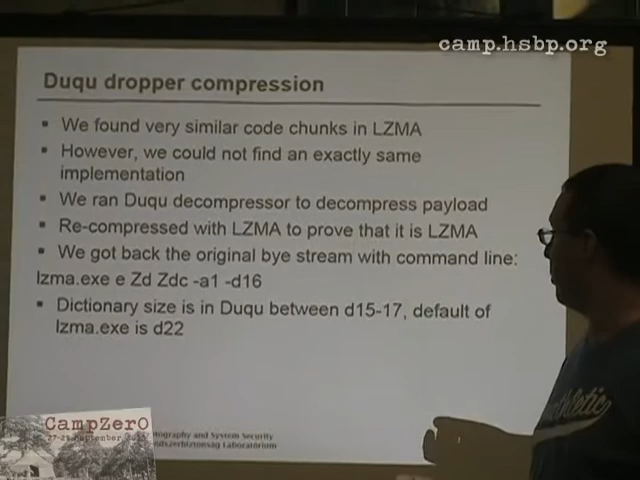 camp.hsbp.org
Duqu dropper compression
▪ We found very similar code chunks in LZMA
▪ However, we could not find an exactly same
implementation
▪ We ran Duqu decompressor to decompress payload
▪ Re-compressed with LZMA to prove that it is LZMA
▪ We got back the original bye stream with command line:
lzma.exe e Zd Zdc -a1 -d16
▪ Dictionary size is in Duqu between d15-17, default of
lzma.exe is d22
CampZer0
September
and System Security
Laboratórium